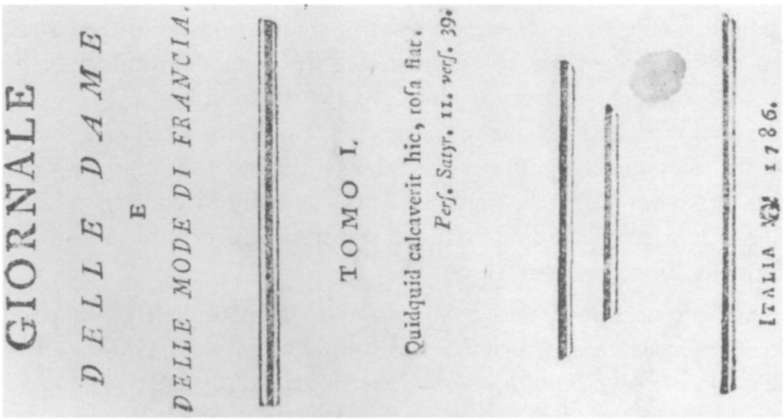 GIORNALE
DELLE DAME
E
DELLE MODE DI FRANCIA.
TOMO I.
Quidquid calcaverit hic, roſa fiat.
Perſ. Satyr. II. verſ. 39.
ITALIA 1786.